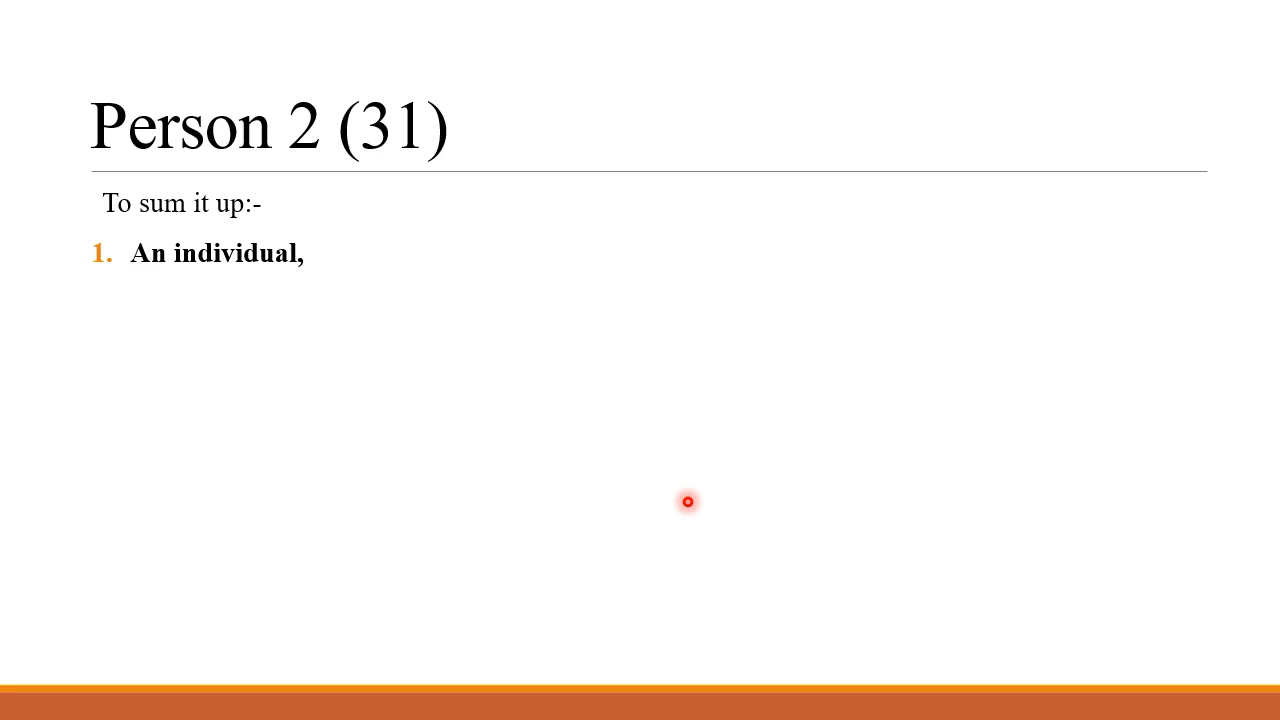 Person 2 (31)
To sum it up:-
1. An individual,